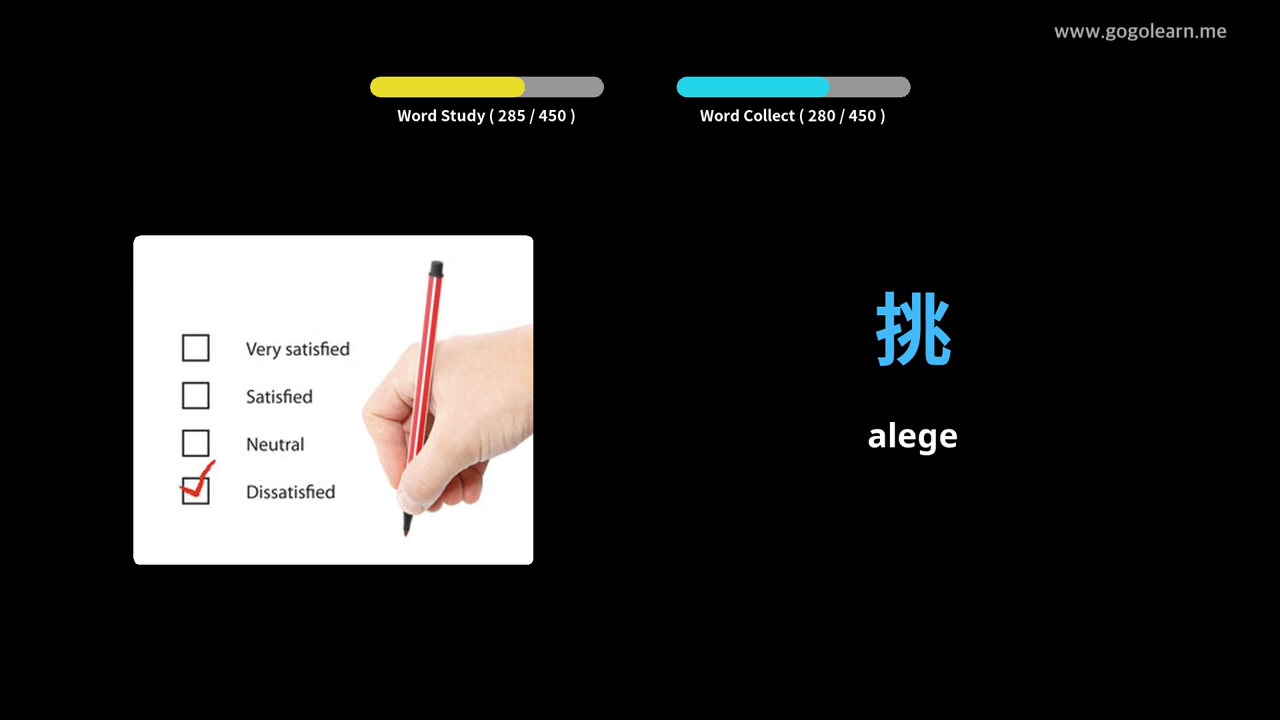 www.gogolearn.me
Word Study ( 285 / 450 )
Word Collect ( 280 / 450 )
Very satisfied
Satisfied
Neutral
Dissatisfied
挑
alege